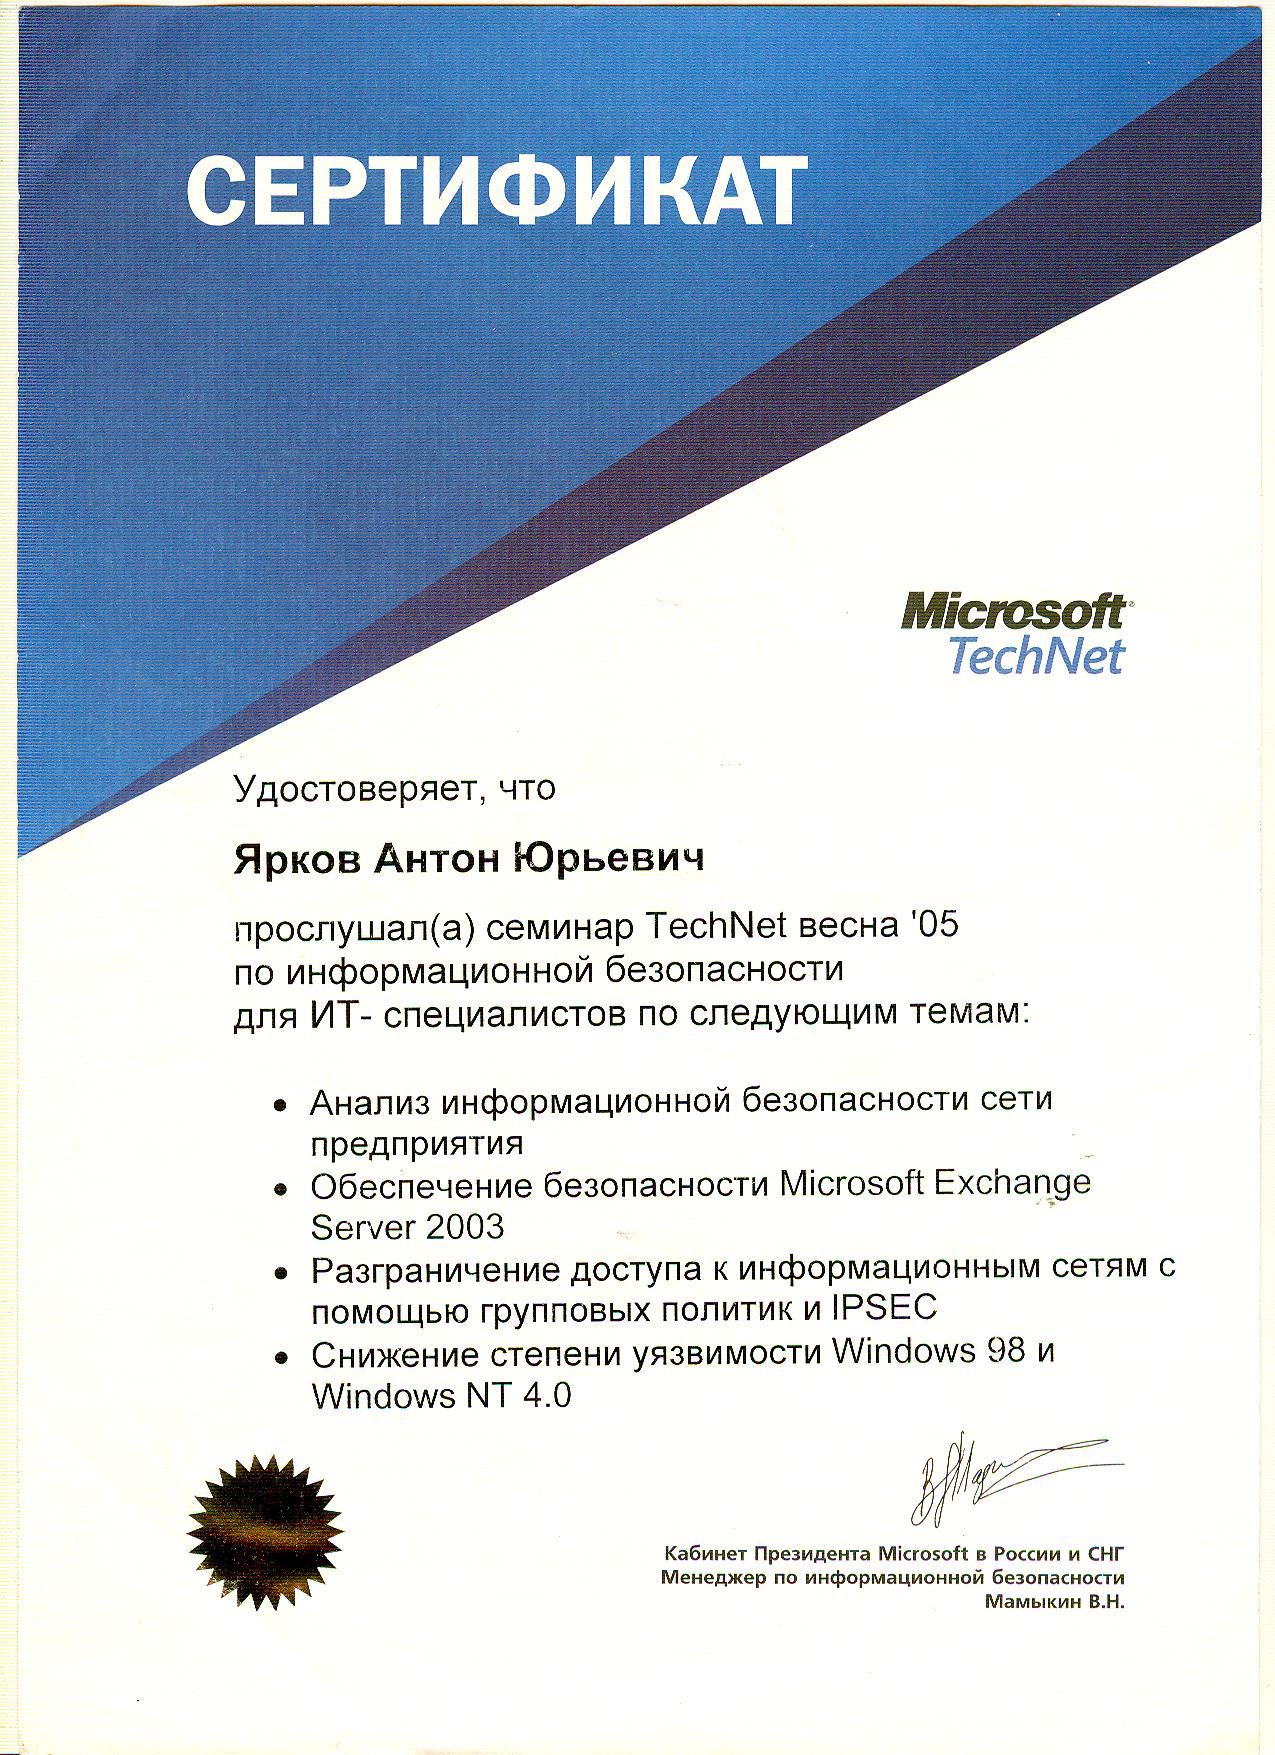 СЕРТИФИКАТ
Microsoft®
TechNet
Удостоверяет, что
Ярков Антон Юрьевич
прослушал(а) семинар TechNet весна '05
по информационной безопасности
для ИТ- специалистов по следующим темам:
• Анализ информационной безопасности сети
предприятия
• Обеспечение безопасности Microsoft Exchange
Server 2003
• Разграничение доступа к информационным сетям с
помощью групповых политик и IPSEC
• Снижение степени уязвимости Windows 98 и
Windows NT 4.0
Кабинет Президента Microsoft в России и СНГ
Менеджер по информационной безопасности
Мамыкин В.Н.